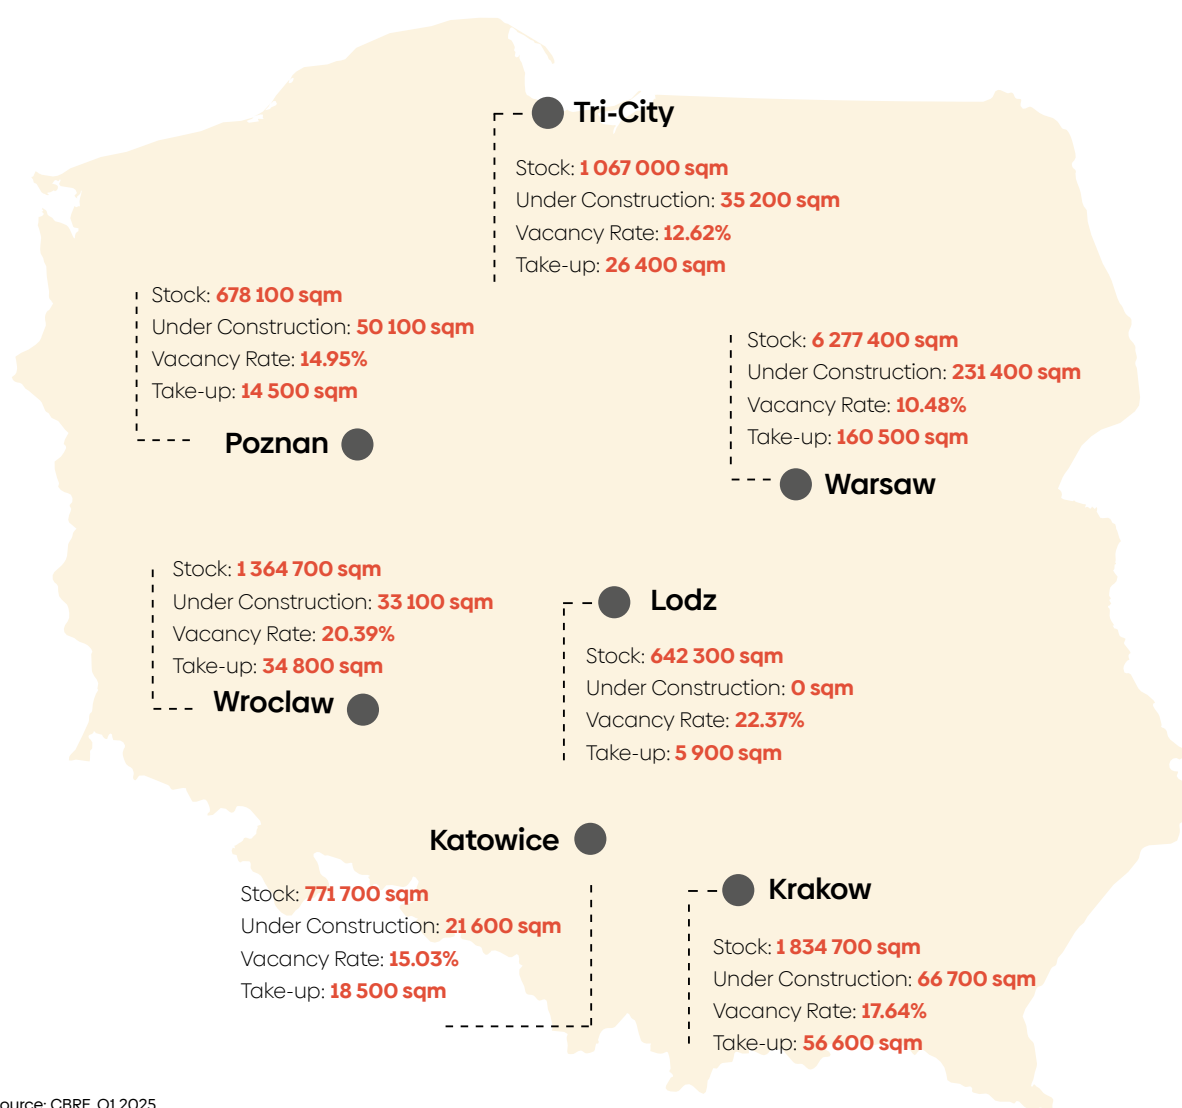 Tri-City
Stock: 1 067 000 sqm
Under Construction: 35 200 sqm
Vacancy Rate: 12.62%
Take-up: 26 400 sqm
Stock: 678 100 sqm
Under Construction: 50 100 sqm
Vacancy Rate: 14.95%
Take-up: 14 500 sqm
Poznan
Stock: 6 277 400 sqm
Under Construction: 231 400 sqm
Vacancy Rate: 10.48%
Take-up: 160 500 sqm
Warsaw
Stock: 1 364 700 sqm
Under Construction: 33 100 sqm
Vacancy Rate: 20.39%
Take-up: 34 800 sqm
Wroclaw
Lodz
Stock: 642 300 sqm
Under Construction: 0 sqm
Vacancy Rate: 22.37%
Take-up: 5 900 sqm
Katowice
Stock: 771 700 sqm
Under Construction: 21 600 sqm
Vacancy Rate: 15.03%
Take-up: 18 500 sqm
Krakow
Stock: 1 834 700 sqm
Under Construction: 66 700 sqm
Vacancy Rate: 17.64%
Take-up: 56 600 sqm
ource: CBRE, Q1 2025